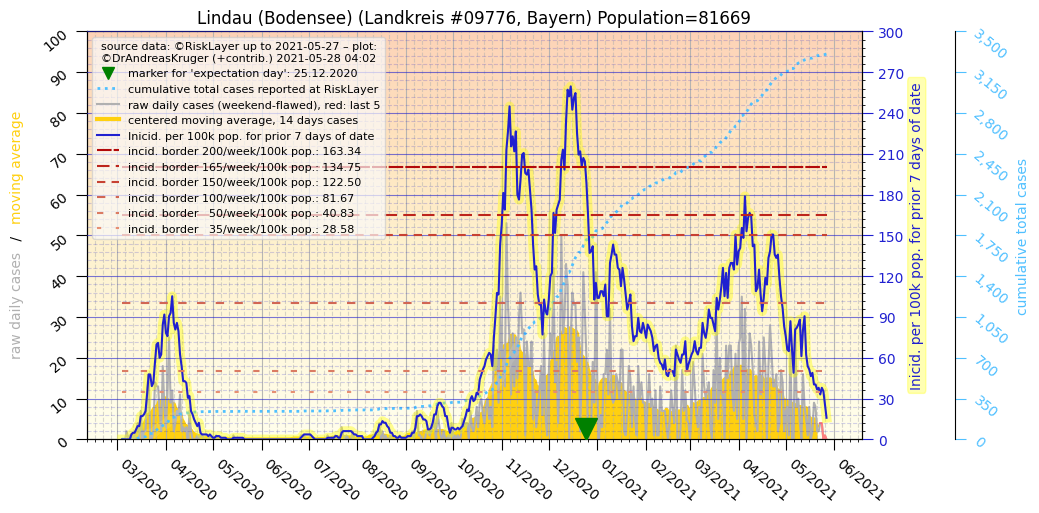 Lindau (Bodensee) (Landkreis #09776, Bayern) Population=81669
source data: ©RiskLayer up to 2021-05-27 – plot:
©DrAndreasKruger (+contrib.) 2021-05-28 04:02
marker for 'expectation day': 25.12.2020
cumulative total cases reported at RiskLayer
raw daily cases (weekend-flawed), red: last 5
centered moving average, 14 days cases
Inicid. per 100k pop. for prior 7 days of date
incid. border 200/week/100k pop.: 163.34
incid. border 165/week/100k pop.: 134.75
incid. border 150/week/100k pop.: 122.50
incid. border 100/week/100k pop.: 81.67
incid. border 50/week/100k pop.: 40.83
incid. border 35/week/100k pop.: 28.58
raw daily cases / moving average
100
90
80
70
60
50
40
30
20
10
0
03/2020
04/2020
05/2020
06/2020
07/2020
08/2020
09/2020
10/2020
11/2020
12/2020
01/2021
02/2021
03/2021
04/2021
05/2021
06/2021
300
270
240
210
180
150
120
90
60
30
0
Inicid. per 100k pop. for prior 7 days of date
3,500
3,150
2,800
2,450
2,100
1,750
1,400
1,050
700
350
0
cumulative total cases